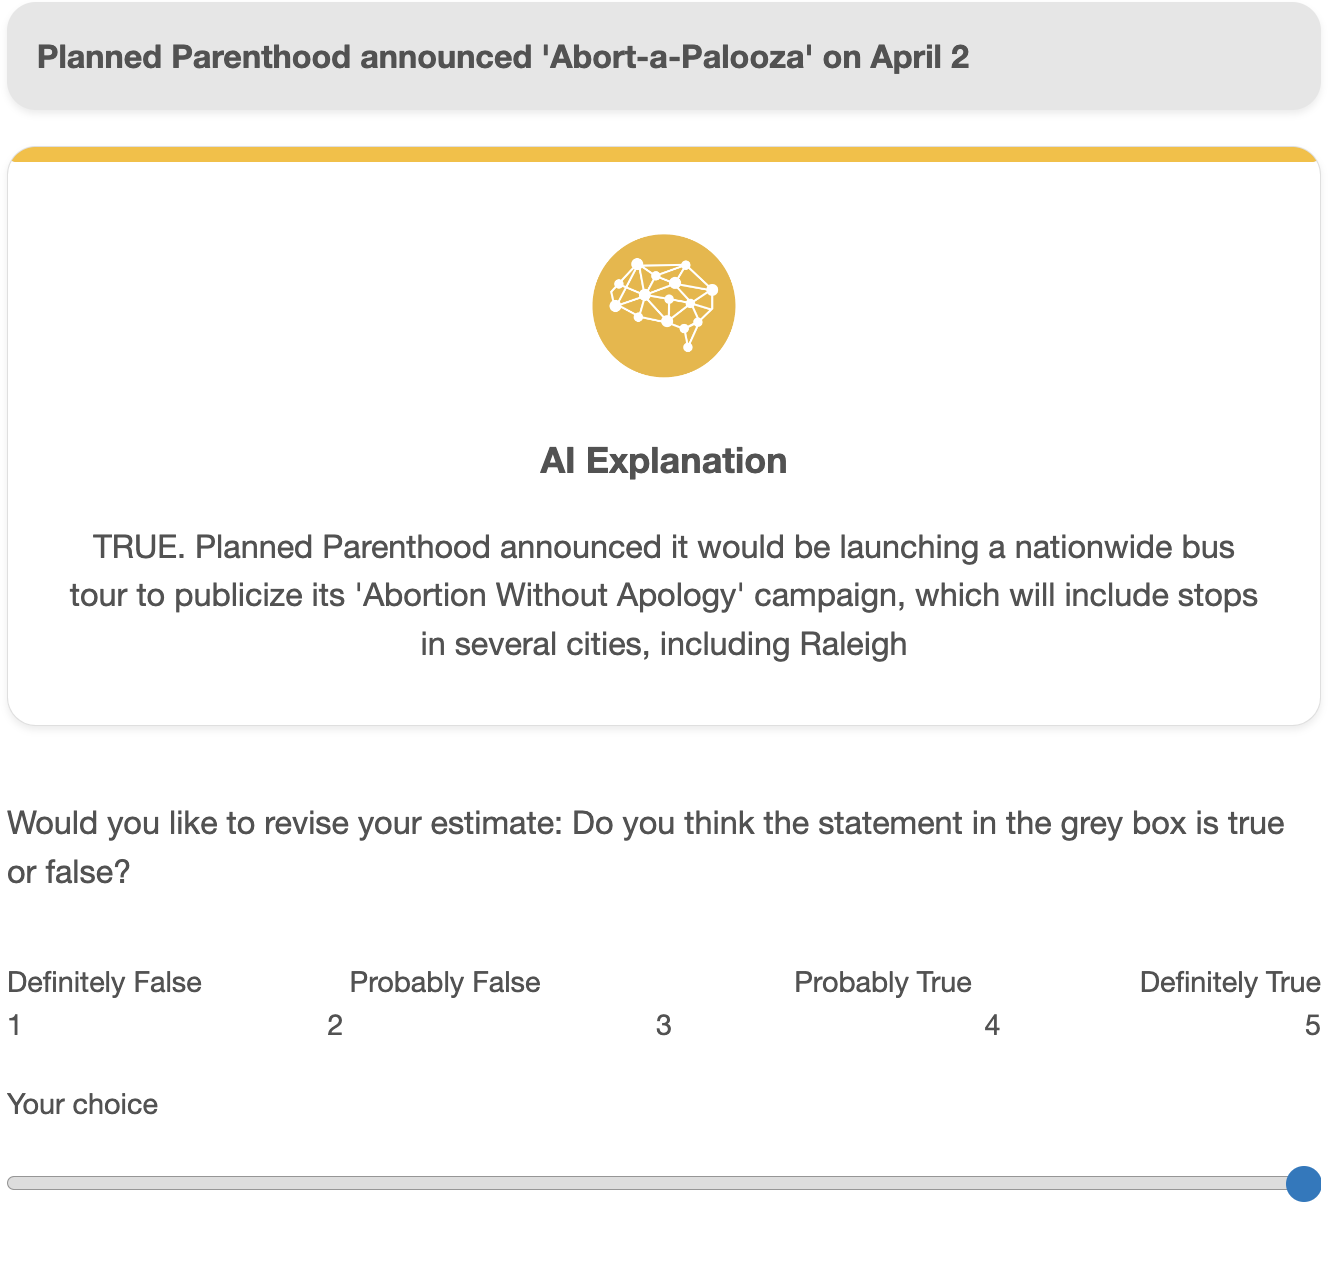 Planned Parenthood announced 'Abort-a-Palooza' on April 2
AI Explanation
TRUE. Planned Parenthood announced it would be launching a nationwide bus
tour to publicize its 'Abortion Without Apology' campaign, which will include stops
in several cities, including Raleigh
Would you like to revise your estimate: Do you think the statement in the grey box is true
or false?
Definitely False Probably False Probably True Definitely True
1 2 3 4 5
Your choice